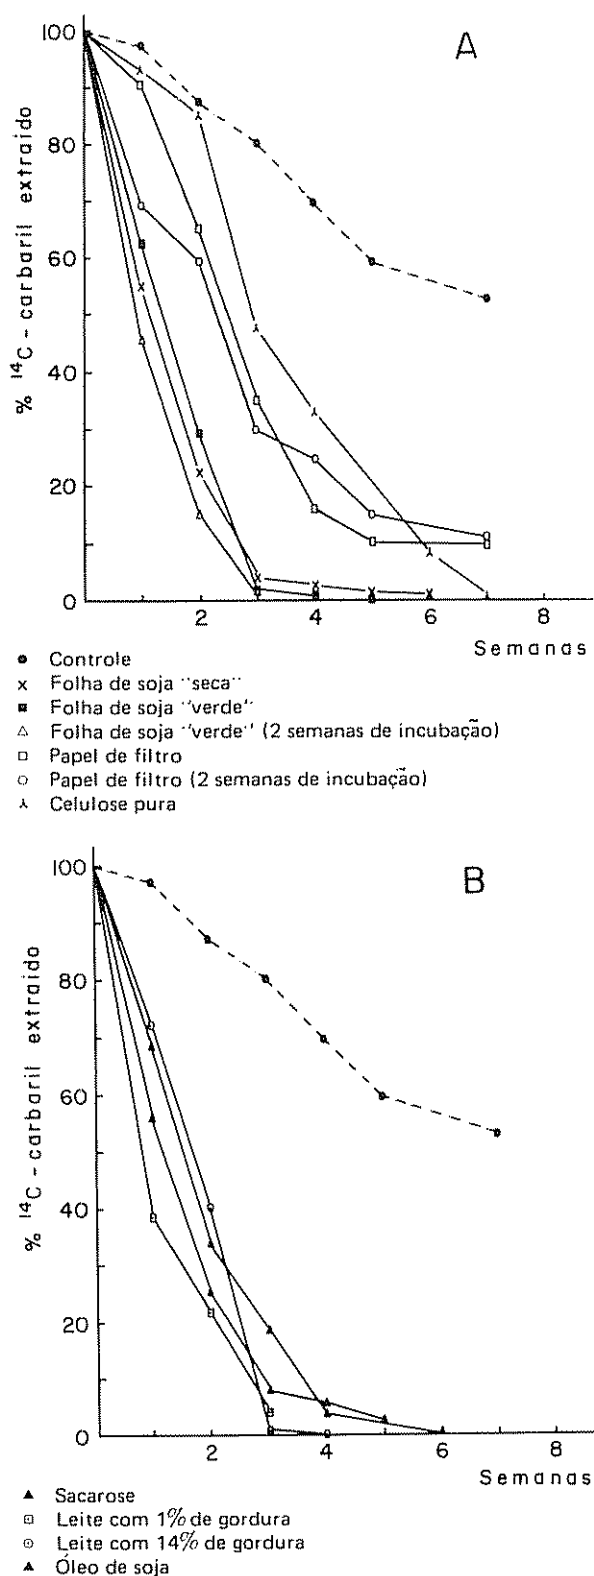 A
% ¹⁴C - carbaril extraido
100
80
60
40
20
0
2
4
6
8
Semanas
Controle
Folha de soja "seca"
Folha de soja "verde"
Folha de soja "verde" (2 semanas de incubação)
Papel de filtro
Papel de filtro (2 semanas de incubação)
Celulose pura
B
% ¹⁴C - carbaril extraido
100
80
60
40
20
0
2
4
6
8
Semanas
Sacarose
Leite com 1% de gordura
Leite com 14% de gordura
Óleo de soja